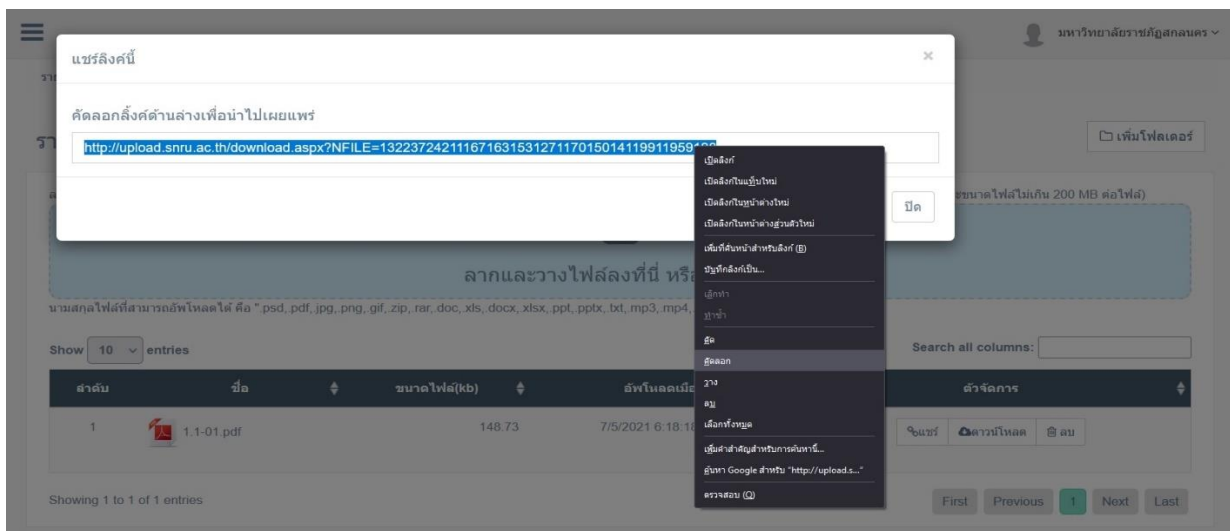 มหาวิทยาลัยราชภัฏสกลนคร
แชร์ลิงค์นี้
×
คัดลอกลิ้งค์ด้านล่างเพื่อนำไปเผยแพร่
เพิ่มโฟลเดอร์
ปิด
ขนาดไฟล์ไม่เกิน 200 MB ต่อไฟล์)
เปิดลิงก์
เปิดลิงก์ในแท็บใหม่
เปิดลิงก์ในหน้าต่างใหม่
เปิดลิงก์ในหน้าต่างส่วนตัวใหม่
เพิ่มที่คั่นหน้าสำหรับลิงก์ (B)
บันทึกลิงก์เป็น...
เลิกทำ
ทำซ้ำ
ตัด
คัดลอก
วาง
ลบ
เลือกทั้งหมด
เพิ่มคำสำคัญสำหรับการค้นหานี้...
ค้นหา Google สำหรับ "http://upload.s..."
ตรวจสอบ (Q)
ลากและวางไฟล์ลงที่นี่
นามสกุลไฟล์ที่สามารถอัพโหลดได้ คือ ".psd,.pdf,.jpg,.png,.gif,.zip,.rar,.doc,.xls,.docx,.xlsx,.ppt,.pptx,.txt,.mp3,.mp4,
Show 10 entries
Search all columns:
ลำดับ ชื่อ ขนาดไฟล์(kb) ตัวจัดการ
1 1.1-01.pdf 148.73 7/5/2021 แชร์ ดาวน์โหลด ลบ
Showing 1 to 1 of 1 entries
First Previous 1 Next Last